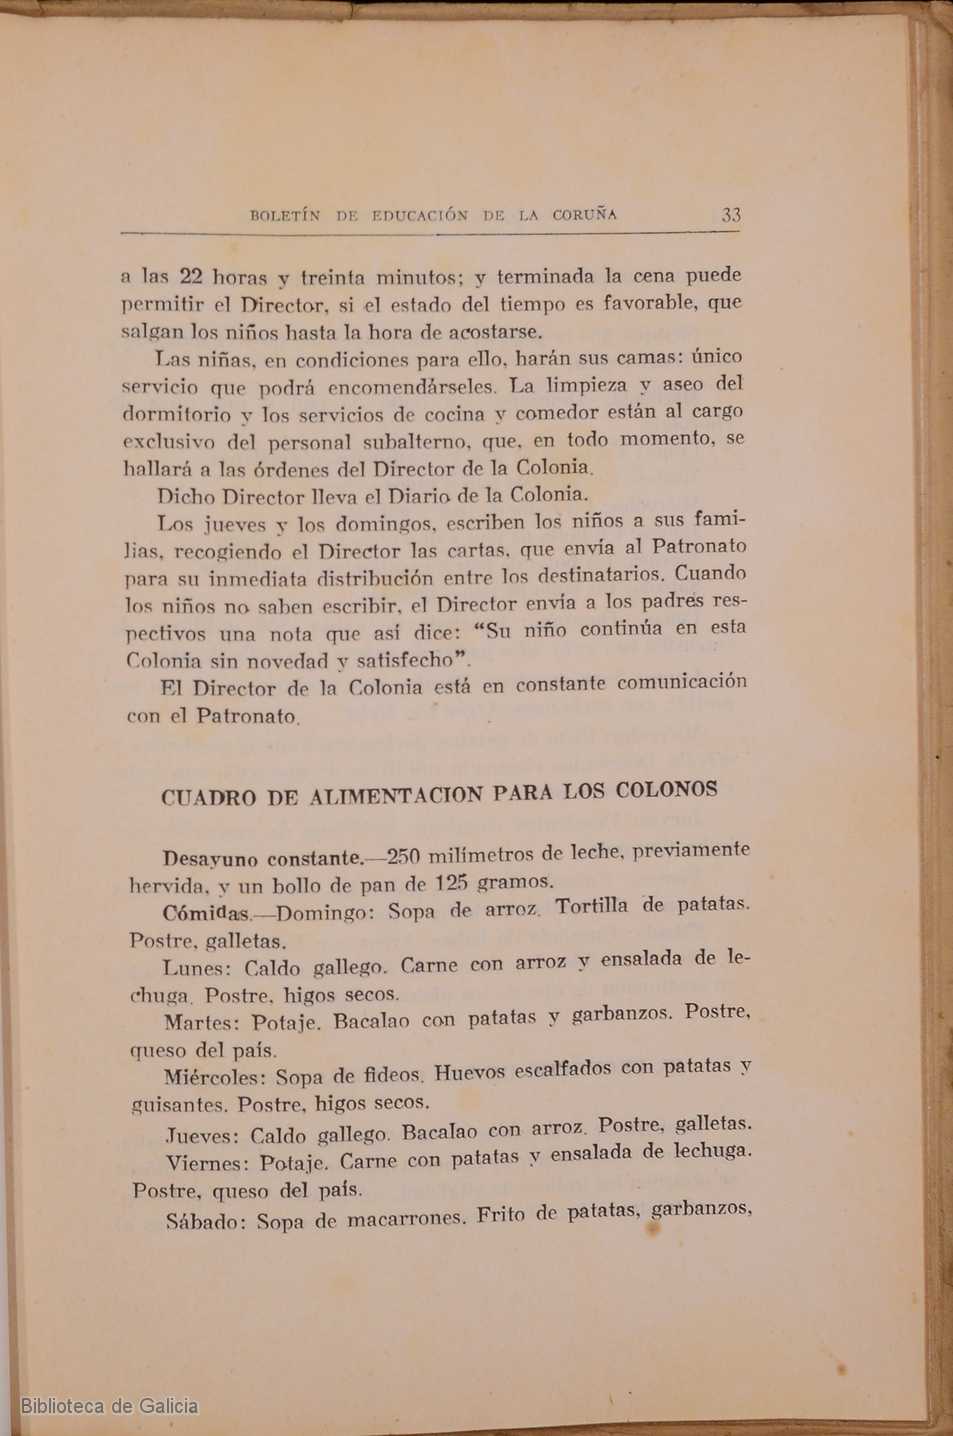 BOLETÍN DE EDUCACIÓN DE LA CORUÑA 33
a las 22 horas y treinta minutos; y terminada la cena puede
permitir el Director, si el estado del tiempo es favorable, que
salgan los niños hasta la hora de acostarse.
Las niñas, en condiciones para ello, harán sus camas: único
servicio que podrá encomendárseles. La limpieza y aseo del
dormitorio y los servicios de cocina y comedor están al cargo
exclusivo del personal subalterno, que, en todo momento, se
hallará a las órdenes del Director de la Colonia.
Dicho Director lleva el Diario de la Colonia.
Los jueves y los domingos, escriben los niños a sus fami-
lias, recogiendo el Director las cartas, que envía al Patronato
para su inmediata distribución entre los destinatarios. Cuando
los niños no saben escribir, el Director envía a los padres res-
pectivos una nota que así dice: “Su niño continúa en esta
Colonia sin novedad y satisfecho”.
El Director de la Colonia está en constante comunicación
con el Patronato.
CUADRO DE ALIMENTACION PARA LOS COLONOS
Desayuno constante.—250 milímetros de leche, previamente
hervida, y un bollo de pan de 125 gramos.
Cómidas.—Domingo: Sopa de arroz. Tortilla de patatas.
Postre, galletas.
Lunes: Caldo gallego. Carne con arroz y ensalada de le-
chuga. Postre, higos secos.
Martes: Potaje. Bacalao con patatas y garbanzos. Postre,
queso del país.
Miércoles: Sopa de fideos. Huevos escalfados con patatas y
guisantes. Postre, higos secos.
Jueves: Caldo gallego. Bacalao con arroz. Postre, galletas.
Viernes: Potaje. Carne con patatas y ensalada de lechuga.
Postre, queso del país.
Sábado: Sopa de macarrones. Frito de patatas, garbanzos,
Biblioteca de Galicia